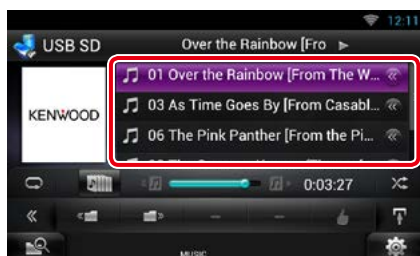 12:11
USB SD Over the Rainbow [Fro
01 Over the Rainbow [From The W...
KENWOOD
03 As Time Goes By [From Casabl...
06 The Pink Panther [From the Pi...
0:03:27
MUSIC